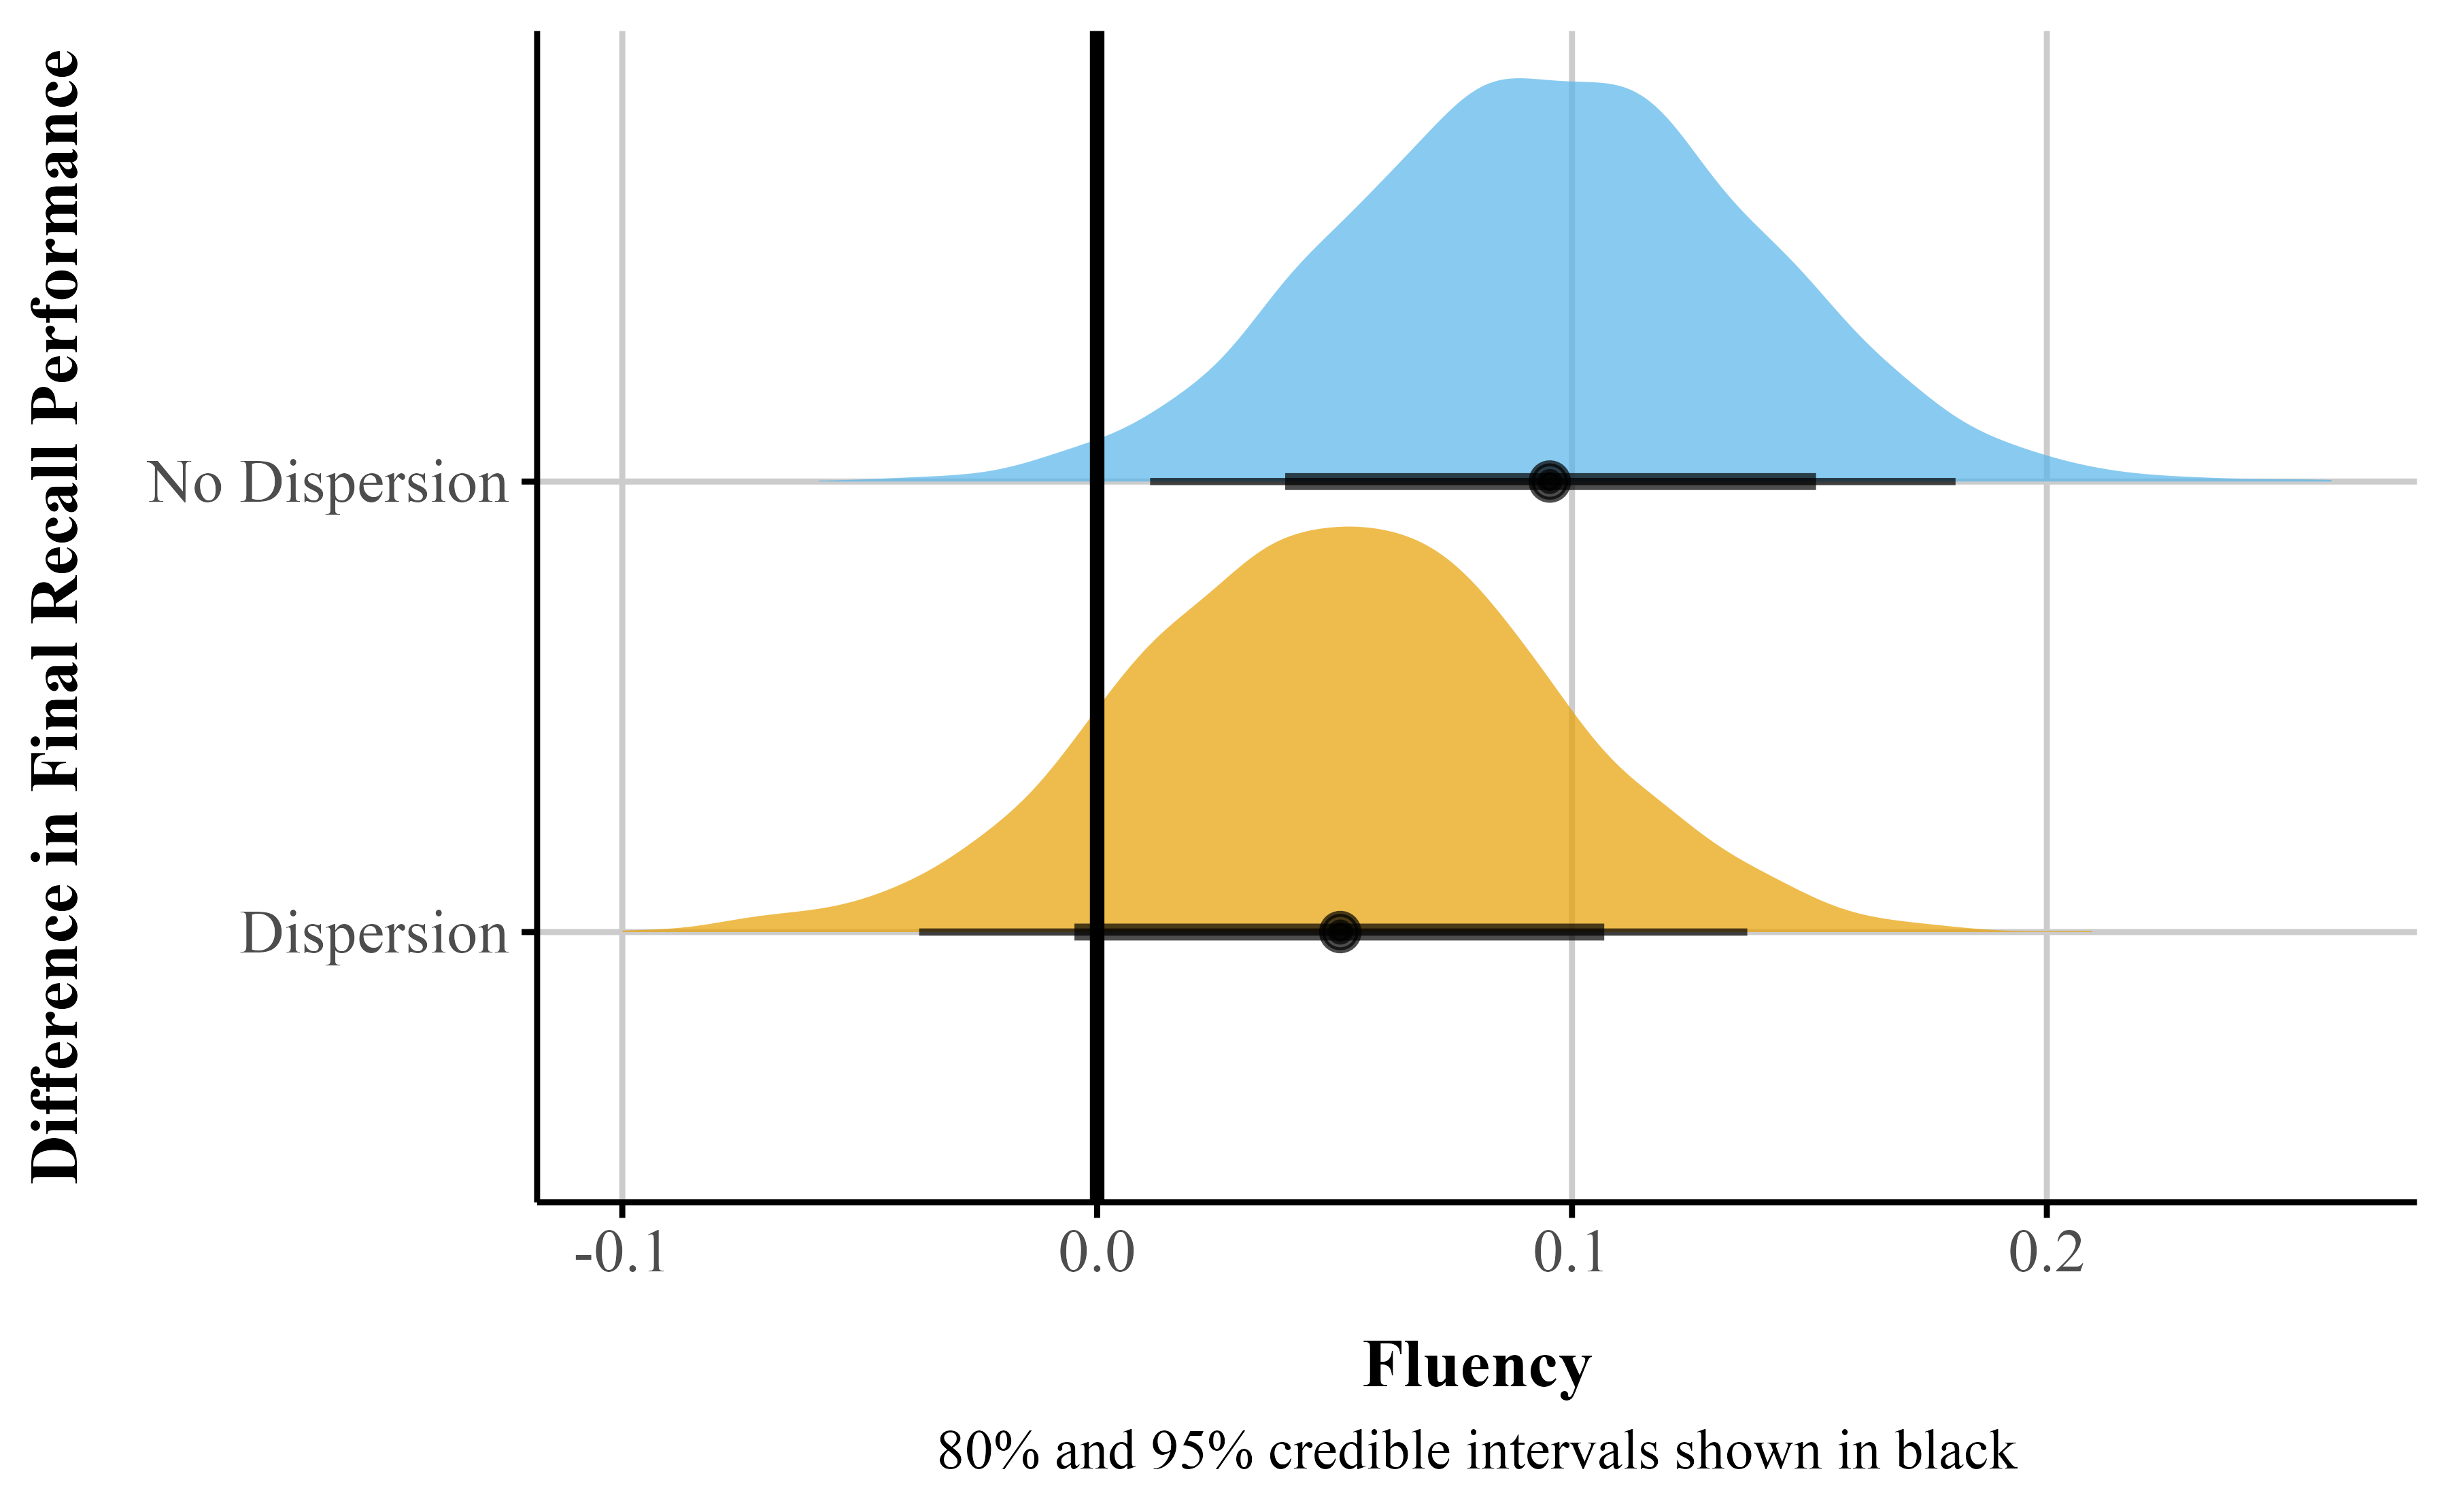 Difference in Final Recall Performance
No Dispersion
Dispersion
-0.1
0.0
0.1
0.2
Fluency
80% and 95% credible intervals shown in black